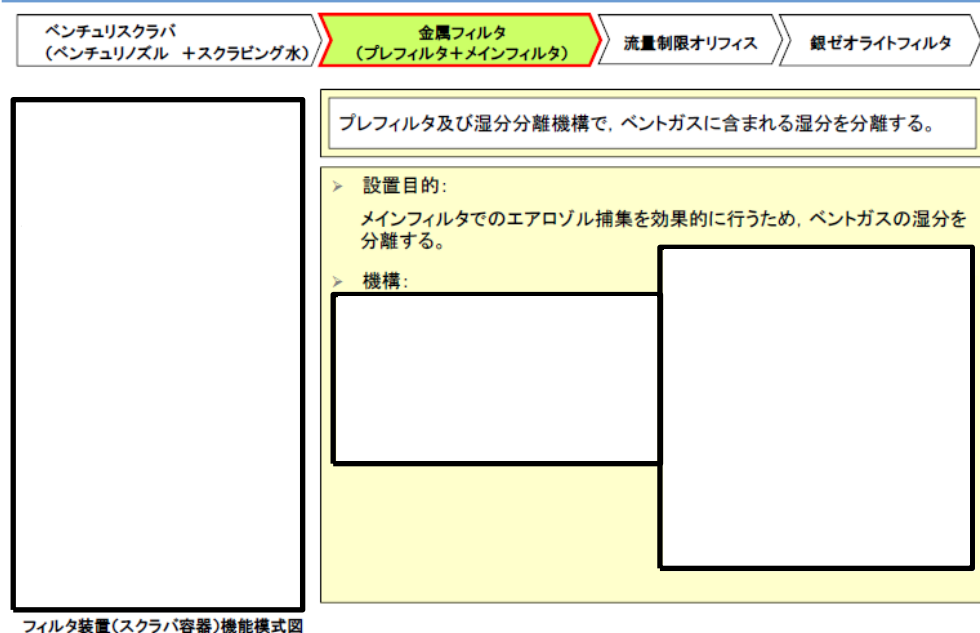 ベンチュリスクラバ
(ベンチュリノズル +スクラビング水)
金属フィルタ
(プレフィルタ+メインフィルタ)
流量制限オリフィス
銀ゼオライトフィルタ
プレフィルタ及び湿分分離機構で,ベントガスに含まれる湿分を分離する。
➢ 設置目的:
メインフィルタでのエアロゾル捕集を効果的に行うため,ベントガスの湿分を
分離する。
➢ 機構:
フィルタ装置(スクラバ容器)機能模式図